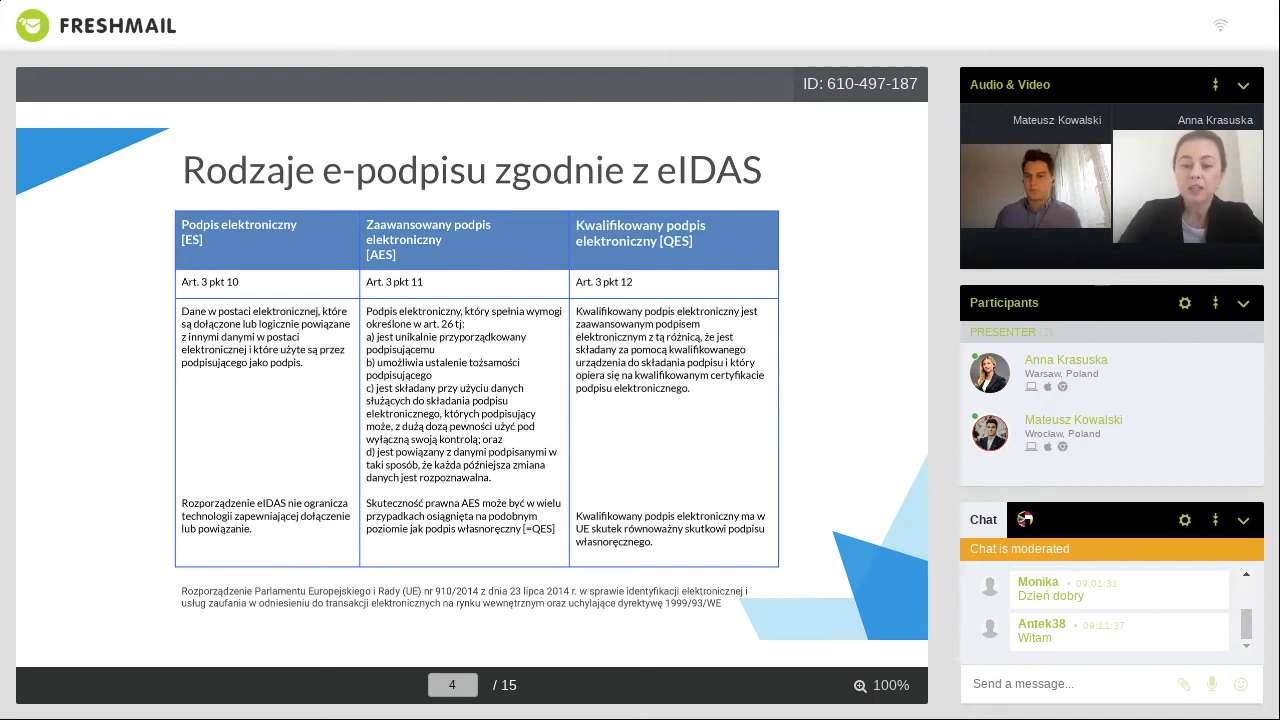 FRESHMAIL
ID: 610-497-187
Rodzaje e-podpisu zgodnie z eIDAS
Podpis elektroniczny
[ES]
Zaawansowany podpis
elektroniczny
[AES]
Kwalifikowany podpis
elektroniczny [QES]
Art. 3 pkt 10
Art. 3 pkt 11
Art. 3 pkt 12
Dane w postaci elektronicznej, które
są dołączone lub logicznie powiązane
z innymi danymi w postaci
elektronicznej i które użyte są przez
podpisującego jako podpis.
Rozporządzenie eIDAS nie ogranicza
technologii zapewniającej dołączenie
lub powiązanie.
Podpis elektroniczny, który spełnia wymogi
określone w art. 26 tj:
a) jest unikalnie przyporządkowany
podpisującemu
b) umożliwia ustalenie tożsamości
podpisującego
c) jest składany przy użyciu danych
służących do składania podpisu
elektronicznego, których podpisujący
może, z dużą dozą pewności użyć pod
wyłączną swoją kontrolą; oraz
d) jest powiązany z danymi podpisanymi w
taki sposób, że każda późniejsza zmiana
danych jest rozpoznawalna.
Skuteczność prawna AES może być w wielu
przypadkach osiągnięta na podobnym
poziomie jak podpis własnoręczny [=QES]
Kwalifikowany podpis elektroniczny jest
zaawansowanym podpisem
elektronicznym z tą różnicą, że jest
składany za pomocą kwalifikowanego
urządzenia do składania podpisu i który
opiera się na kwalifikowanym certyfikacie
podpisu elektronicznego.
Kwalifikowany podpis elektroniczny ma w
UE skutek równoważny skutkowi podpisu
własnoręcznego.
Rozporządzenie Parlamentu Europejskiego i Rady (UE) nr 910/2014 z dnia 23 lipca 2014 r. w sprawie identyfikacji elektronicznej i
usług zaufania w odniesieniu do transakcji elektronicznych na rynku wewnętrznym oraz uchylające dyrektywę 1999/93/WE
4 / 15
100%
Audio & Video
Mateusz Kowalski
Anna Krasuska
Participants
PRESENTER (2)
Anna Krasuska
Warsaw, Poland
Mateusz Kowalski
Wrocław, Poland
Chat
Chat is moderated
Monika • 09:01:31
Dzień dobry
Antek38 • 09:11:37
Witam
Send a message...